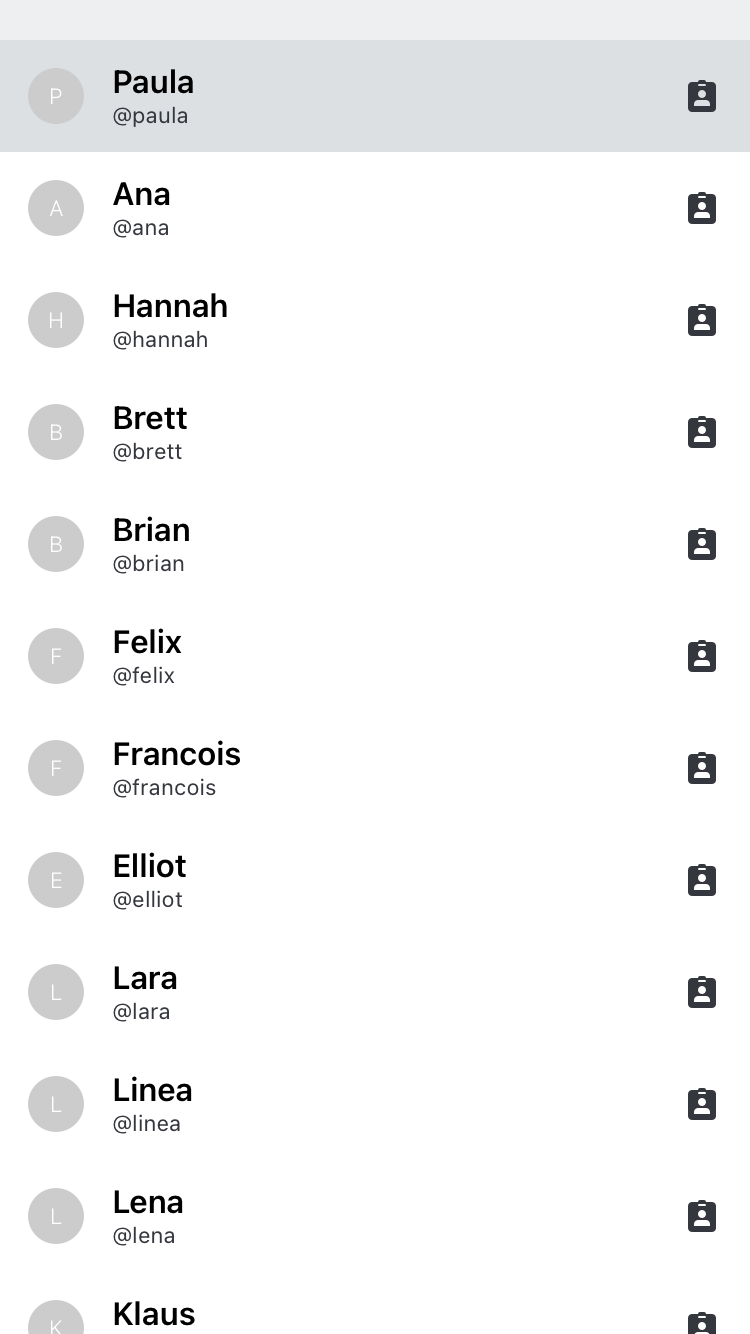 P
Paula
@paula
A
Ana
@ana
H
Hannah
@hannah
B
Brett
@brett
B
Brian
@brian
F
Felix
@felix
F
Francois
@francois
E
Elliot
@elliot
L
Lara
@lara
L
Linea
@linea
L
Lena
@lena
K
Klaus